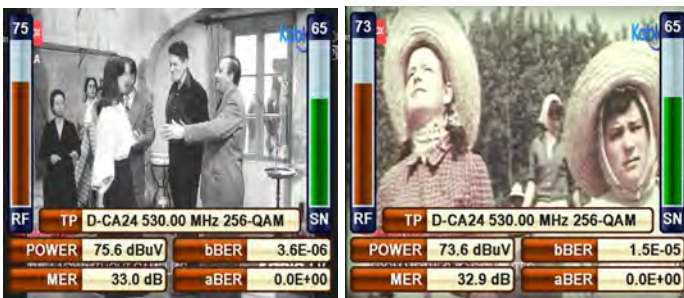 75
65
RF
SN
TP D-CA24 530.00 MHz 256-QAM
POWER 75.6 dBuV bBER 3.6E-06
MER 33.0 dB aBER 0.0E+00
73
65
RF
SN
TP D-CA24 530.00 MHz 256-QAM
POWER 73.6 dBuV bBER 1.5E-05
MER 32.9 dB aBER 0.0E+00